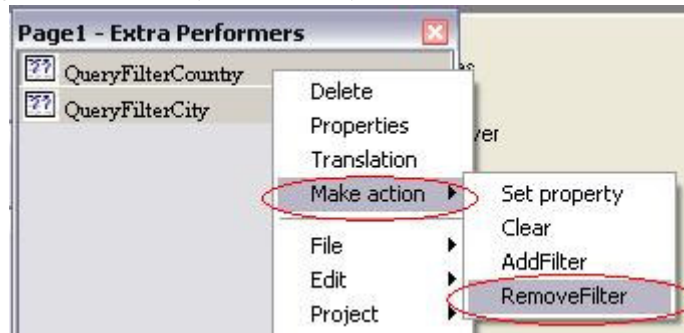 Page1 - Extra Performers
QueryFilterCountry
QueryFilterCity
Delete
Properties
Translation
Make action
File
Edit
Project
Set property
Clear
AddFilter
RemoveFilter